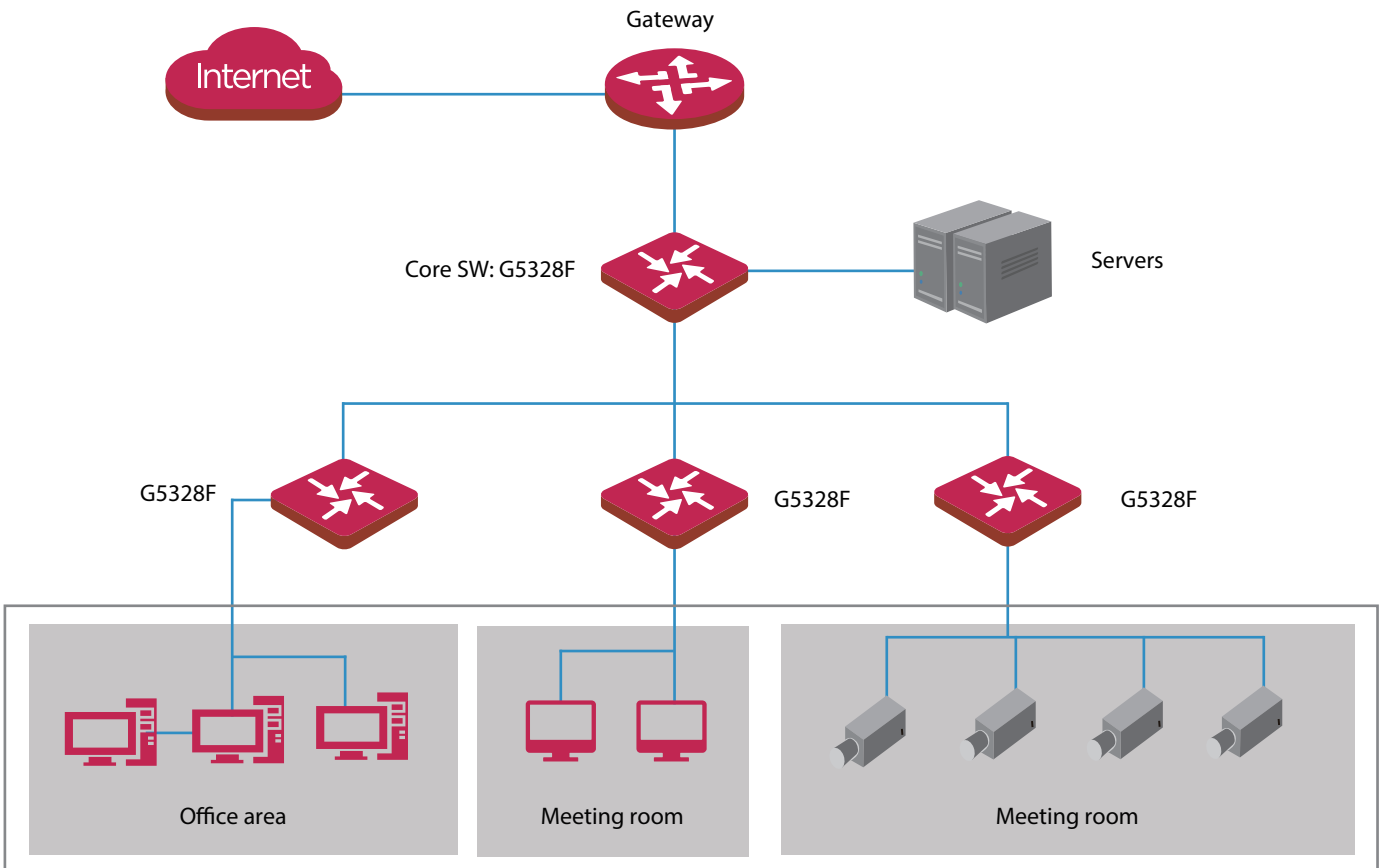 Gateway
Internet
Core SW: G5328F
Servers
G5328F
G5328F
G5328F
Office area
Meeting room
Meeting room